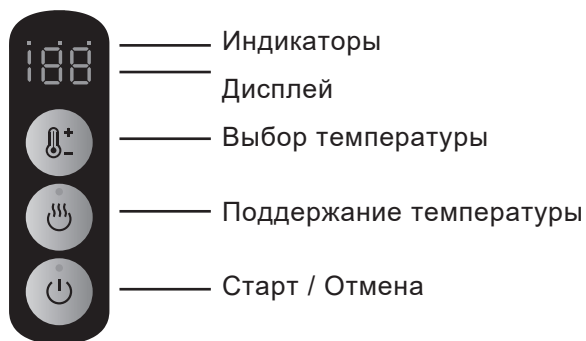 188
Индикаторы
Дисплей
Выбор температуры
Поддержание температуры
Старт / Отмена